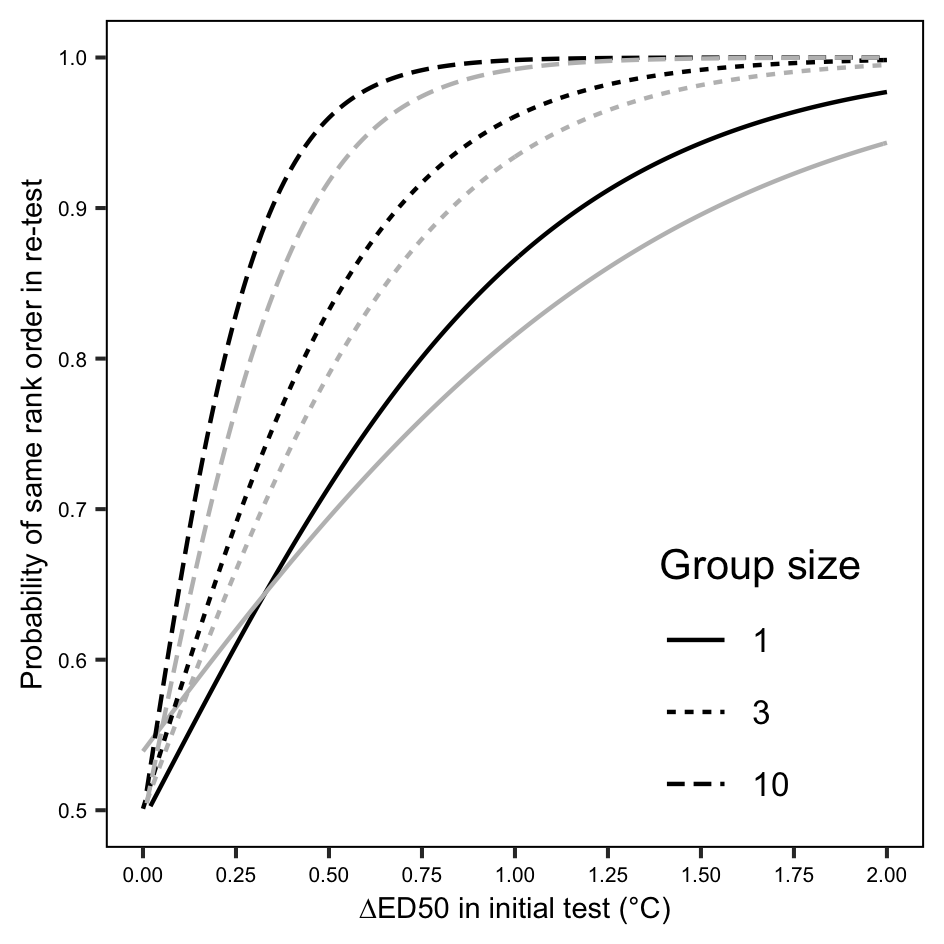 Probability of same rank order in re-test
1.0
0.9
0.8
0.7
0.6
0.5
Group size
1
3
10
0.00 0.25 0.50 0.75 1.00 1.25 1.50 1.75 2.00
ΔED50 in initial test (°C)